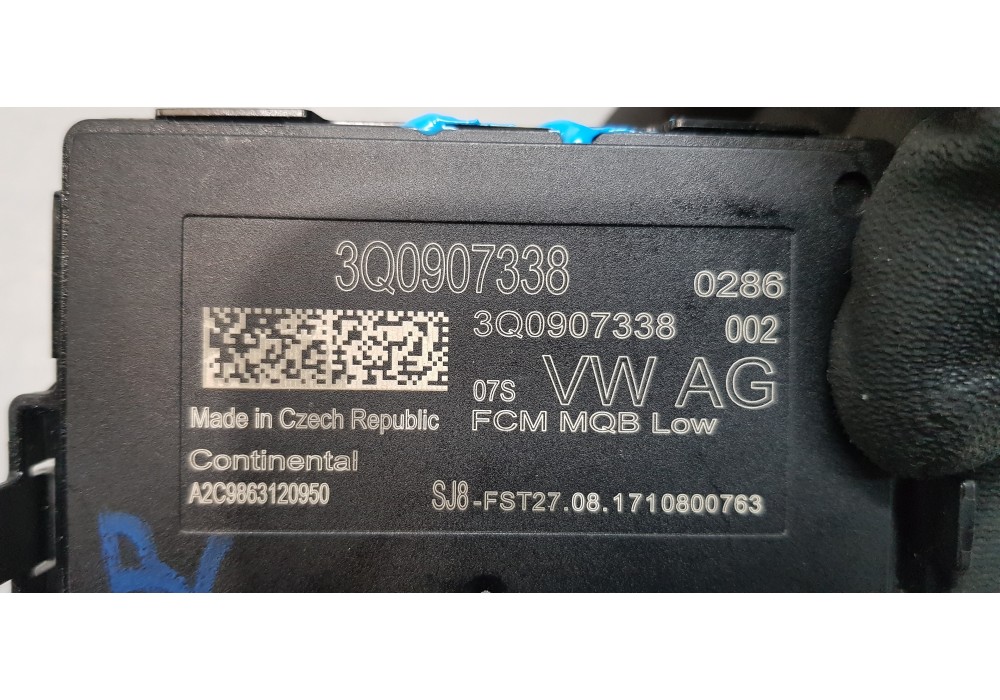 3Q0907338
0286
3Q0907338 002
07S VW AG
Made in Czech Republic
FCM MQB Low
Continental
A2C9863120950
SJ8-FST27.08.1710800763